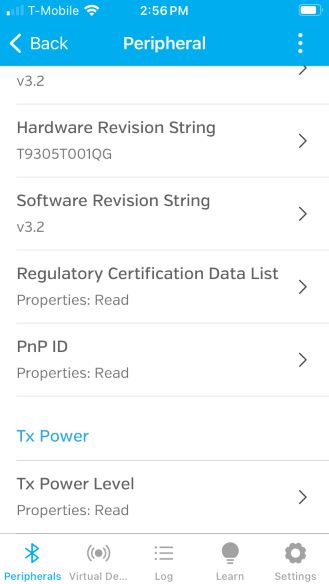 T-Mobile 2:56 PM
Back Peripheral
v3.2
Hardware Revision String
T9305T001QG
Software Revision String
v3.2
Regulatory Certification Data List
Properties: Read
PnP ID
Properties: Read
Tx Power
Tx Power Level
Properties: Read
Peripherals Virtual De... Log Learn Settings